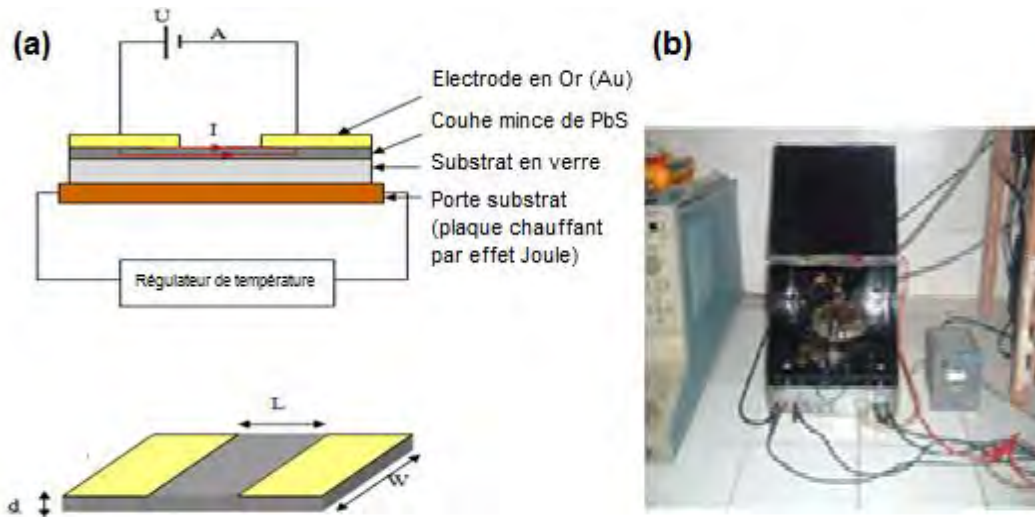 (a)
U
A
Electrode en Or (Au)
I
Couhe mince de PbS
Substrat en verre
Porte substrat
(plaque chauffant
par effet Joule)
Régulateur de température
L
W
d
(b)